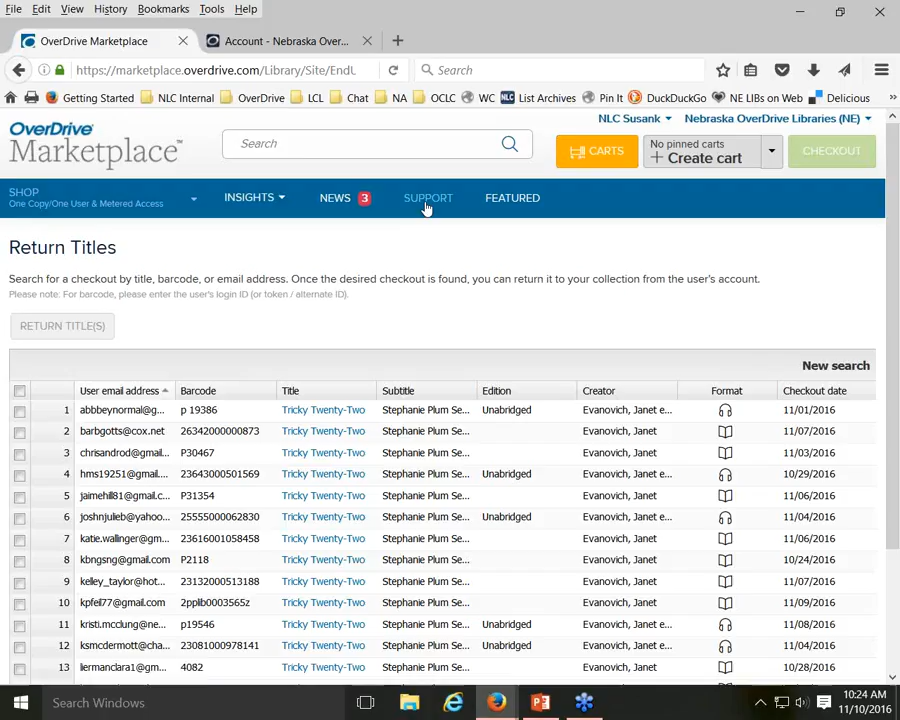 File Edit View History Bookmarks Tools Help
OverDrive Marketplace Account - Nebraska Over...
https://marketplace.overdrive.com/Library/Site/EndU Search
Getting Started NLC Internal OverDrive LCL Chat NA OCLC WC NLC List Archives Pin It DuckDuckGo NE LIBs on Web Delicious
NLC Susank Nebraska OverDrive Libraries (NE)
OverDrive
Marketplace™
Search
CARTS
No pinned carts
+ Create cart
CHECKOUT
SHOP
One Copy/One User & Metered Access
INSIGHTS NEWS 3 SUPPORT FEATURED
Return Titles
Search for a checkout by title, barcode, or email address. Once the desired checkout is found, you can return it to your collection from the user's account.
Please note: For barcode, please enter the user's login ID (or token / alternate ID).
RETURN TITLE(S)
New search
User email address Barcode Title Subtitle Edition Creator Format Checkout date
1 abbbeynormal@g... p 19386 Tricky Twenty-Two Stephanie Plum Se... Unabridged Evanovich, Janet e... 11/01/2016
2 barbgotts@cox.net 26342000000873 Tricky Twenty-Two Stephanie Plum Se... Evanovich, Janet 11/07/2016
3 chrisandrod@gmail... P30467 Tricky Twenty-Two Stephanie Plum Se... Evanovich, Janet 11/03/2016
4 hms19251@gmail.... 23643000501569 Tricky Twenty-Two Stephanie Plum Se... Unabridged Evanovich, Janet e... 10/29/2016
5 jaimehill81@gmail.c... P31354 Tricky Twenty-Two Stephanie Plum Se... Evanovich, Janet 11/06/2016
6 joshnjulieb@yahoo... 25555000062830 Tricky Twenty-Two Stephanie Plum Se... Unabridged Evanovich, Janet e... 11/04/2016
7 katie.wallinger@gm... 23616001058458 Tricky Twenty-Two Stephanie Plum Se... Evanovich, Janet 11/06/2016
8 kbngsng@gmail.com P2118 Tricky Twenty-Two Stephanie Plum Se... Evanovich, Janet 10/24/2016
9 kelley_taylor@hot... 23132000513188 Tricky Twenty-Two Stephanie Plum Se... Evanovich, Janet 11/07/2016
10 kpfeil77@gmail.com 2pplib0003565z Tricky Twenty-Two Stephanie Plum Se... Evanovich, Janet 11/09/2016
11 kristi.mcclung@ne... p19546 Tricky Twenty-Two Stephanie Plum Se... Unabridged Evanovich, Janet e... 11/08/2016
12 ksmcdermott@cha... 23081000978141 Tricky Twenty-Two Stephanie Plum Se... Unabridged Evanovich, Janet e... 11/04/2016
13 liermanclara1@gm... 4082 Tricky Twenty-Two Stephanie Plum Se... Evanovich, Janet 10/28/2016
Search Windows
10:24 AM
11/10/2016